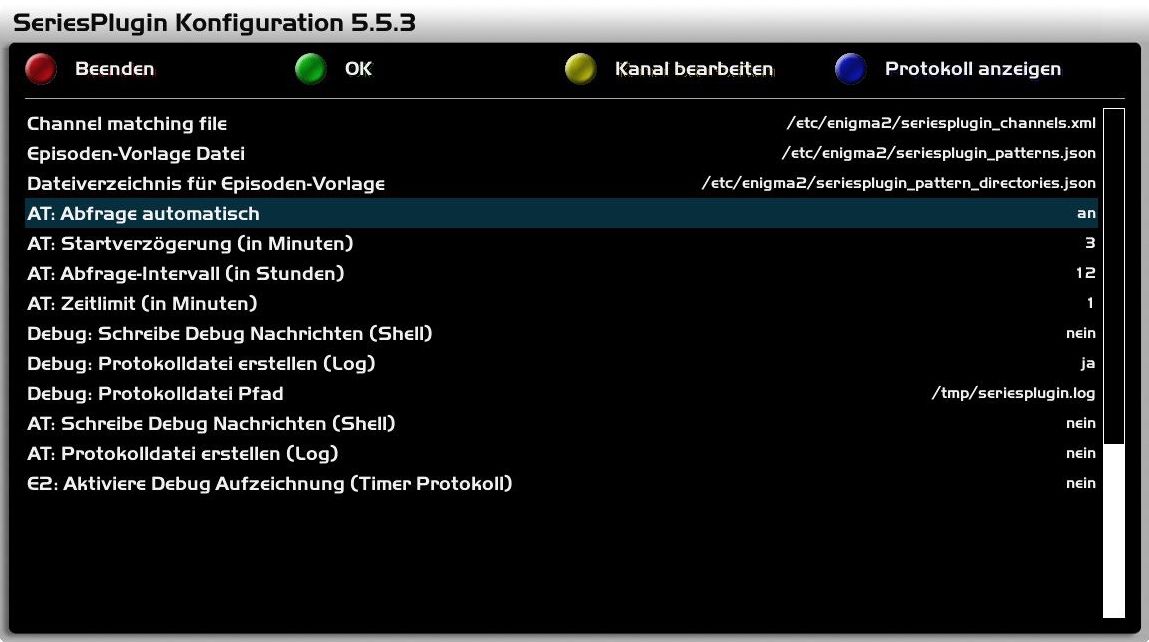 SeriesPlugin Konfiguration 5.5.3
Beenden OK Kanal bearbeiten Protokoll anzeigen
Channel matching file /etc/enigma2/seriesplugin_channels.xml
Episoden-Vorlage Datei /etc/enigma2/seriesplugin_patterns.json
Dateiverzeichnis für Episoden-Vorlage /etc/enigma2/seriesplugin_pattern_directories.json
AT: Abfrage automatisch an
AT: Startverzögerung (in Minuten) 3
AT: Abfrage-Intervall (in Stunden) 12
AT: Zeitlimit (in Minuten) 1
Debug: Schreibe Debug Nachrichten (Shell) nein
Debug: Protokolldatei erstellen (Log) ja
Debug: Protokolldatei Pfad /tmp/seriesplugin.log
AT: Schreibe Debug Nachrichten (Shell) nein
AT: Protokolldatei erstellen (Log) nein
E2: Aktiviere Debug Aufzeichnung (Timer Protokoll) nein